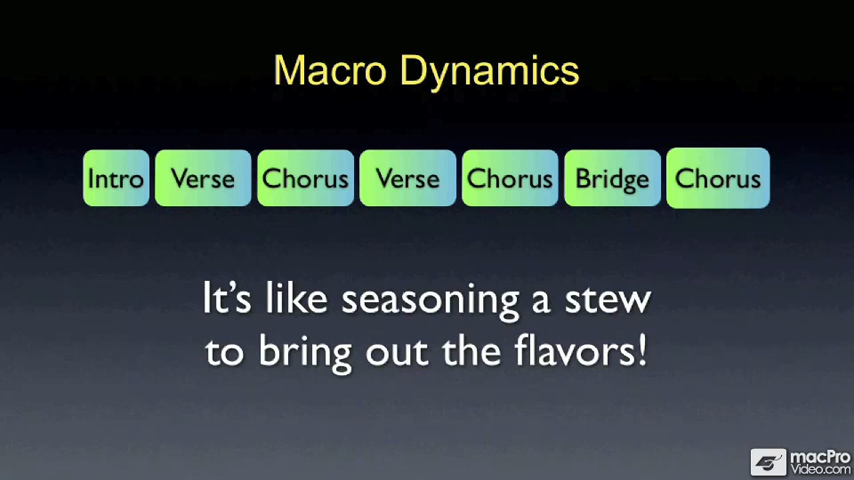 Macro Dynamics
Intro Verse Chorus Verse Chorus Bridge Chorus
It's like seasoning a stew
to bring out the flavors!
macPro
Video.com